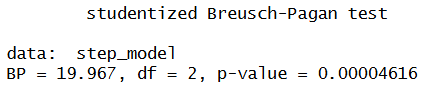 studentized Breusch-Pagan test
data:  step_model
BP = 19.967, df = 2, p-value = 0.00004616